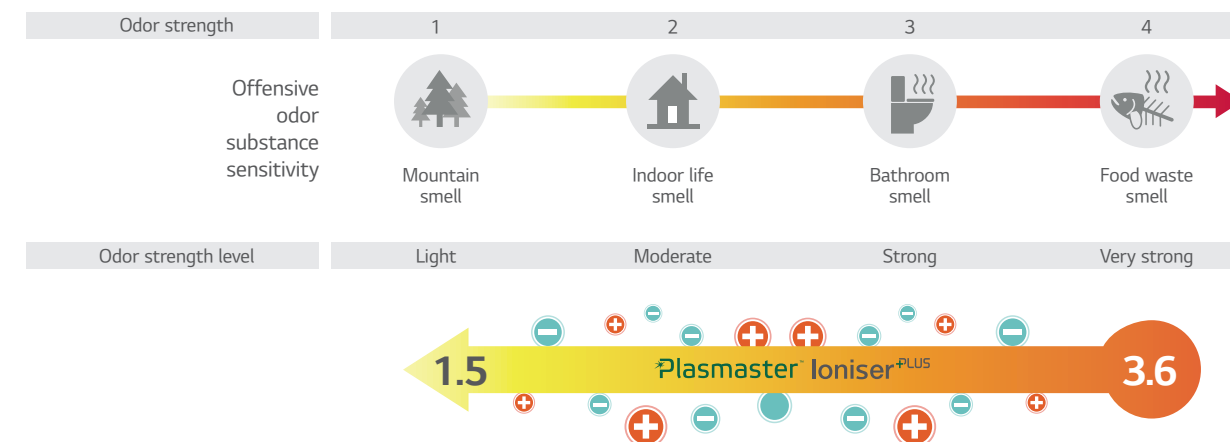 Odor strength 1 2 3 4
Offensive
odor
substance
sensitivity
Mountain
smell
Indoor life
smell
Bathroom
smell
Food waste
smell
Odor strength level Light Moderate Strong Very strong
1.5 Plasmaster™ Ioniser+PLUS 3.6